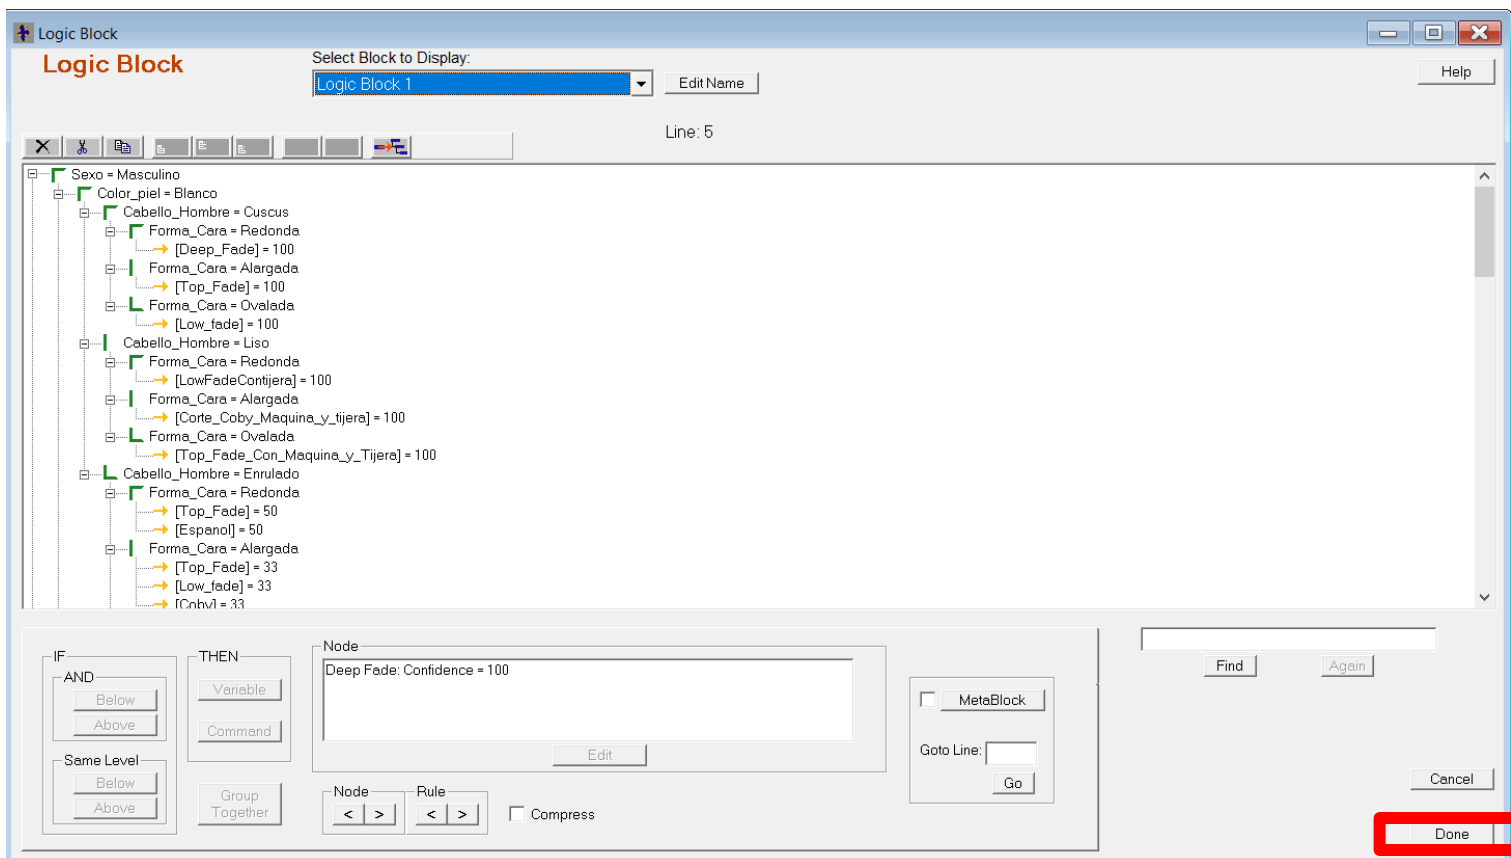 Logic Block
Logic Block
Select Block to Display:
Logic Block 1
Edit Name
Help
Line: 5
Sexo = Masculino
Color_piel = Blanco
Cabello_Hombre = Cuscus
Forma_Cara = Redonda
[Deep_Fade] = 100
Forma_Cara = Alargada
[Top_Fade] = 100
Forma_Cara = Ovalada
[Low_fade] = 100
Cabello_Hombre = Liso
Forma_Cara = Redonda
[LowFadeContijera] = 100
Forma_Cara = Alargada
[Corte_Coby_Maquina_y_tijera] = 100
Forma_Cara = Ovalada
[Top_Fade_Con_Maquina_y_Tijera] = 100
Cabello_Hombre = Enrulado
Forma_Cara = Redonda
[Top_Fade] = 50
[Espanol] = 50
Forma_Cara = Alargada
[Top_Fade] = 33
[Low_fade] = 33
[Coby] = 33
IF
AND
Below
Above
Same Level
Below
Above
THEN
Variable
Command
Group Together
Node
Deep Fade: Confidence = 100
Edit
Node
< >
Rule
< >
Compress
MetaBlock
Goto Line:
Go
Find
Again
Cancel
Done